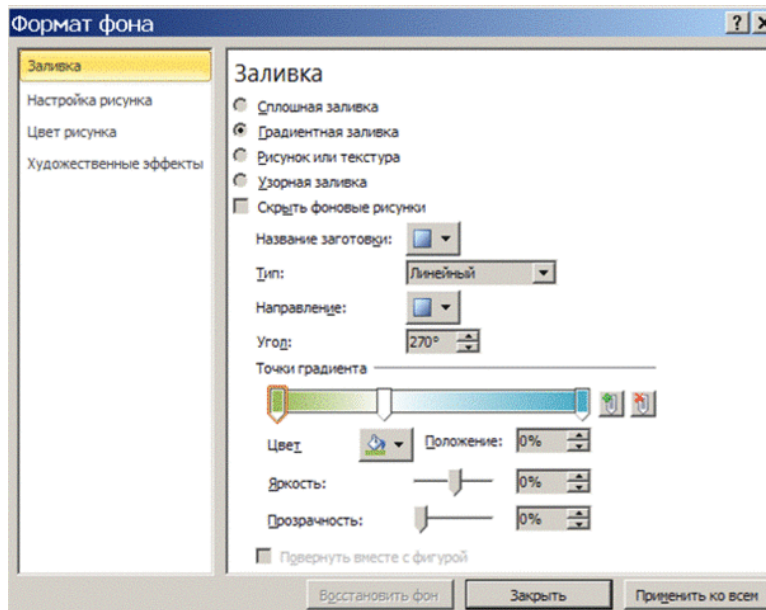 Формат фона
Заливка
Настройка рисунка
Цвет рисунка
Художественные эффекты
Заливка
Сплошная заливка
Градиентная заливка
Рисунок или текстура
Узорная заливка
Скрыть фоновые рисунки
Название заготовки:
Тип: Линейный
Направление:
Угол: 270°
Точки градиента
Цвет Положение: 0%
Яркость: 0%
Прозрачность: 0%
Повернуть вместе с фигурой
Восстановить фон Закрыть Применить ко всем